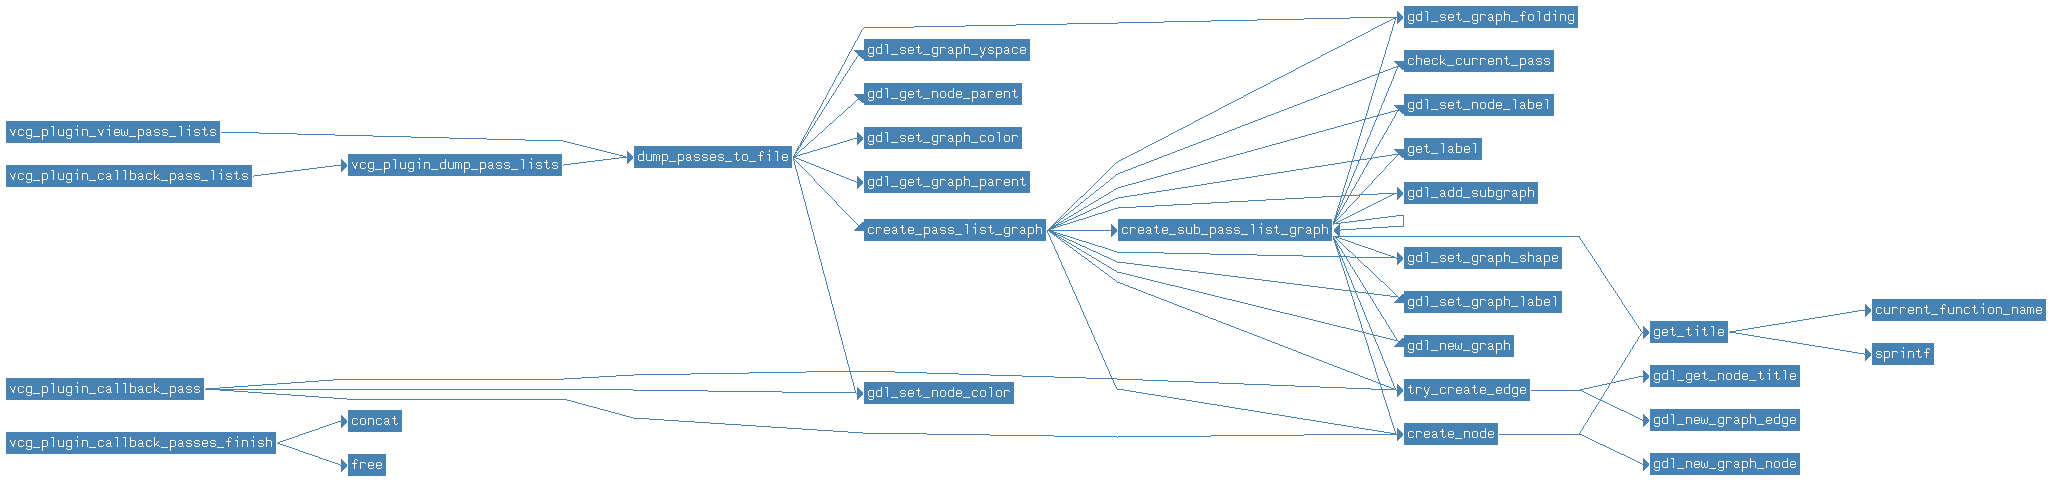 vcg_plugin_view_pass_lists
vcg_plugin_callback_pass_lists
vcg_plugin_callback_pass
vcg_plugin_callback_passes_finish
vcg_plugin_dump_pass_lists
concat
free
dump_passes_to_file
gdl_set_graph_yspace
gdl_get_node_parent
gdl_set_graph_color
gdl_get_graph_parent
create_pass_list_graph
gdl_set_node_color
create_sub_pass_list_graph
gdl_set_graph_folding
check_current_pass
gdl_set_node_label
get_label
gdl_add_subgraph
gdl_set_graph_shape
gdl_set_graph_label
gdl_new_graph
try_create_edge
create_node
get_title
gdl_get_node_title
gdl_new_graph_edge
gdl_new_graph_node
current_function_name
sprintf